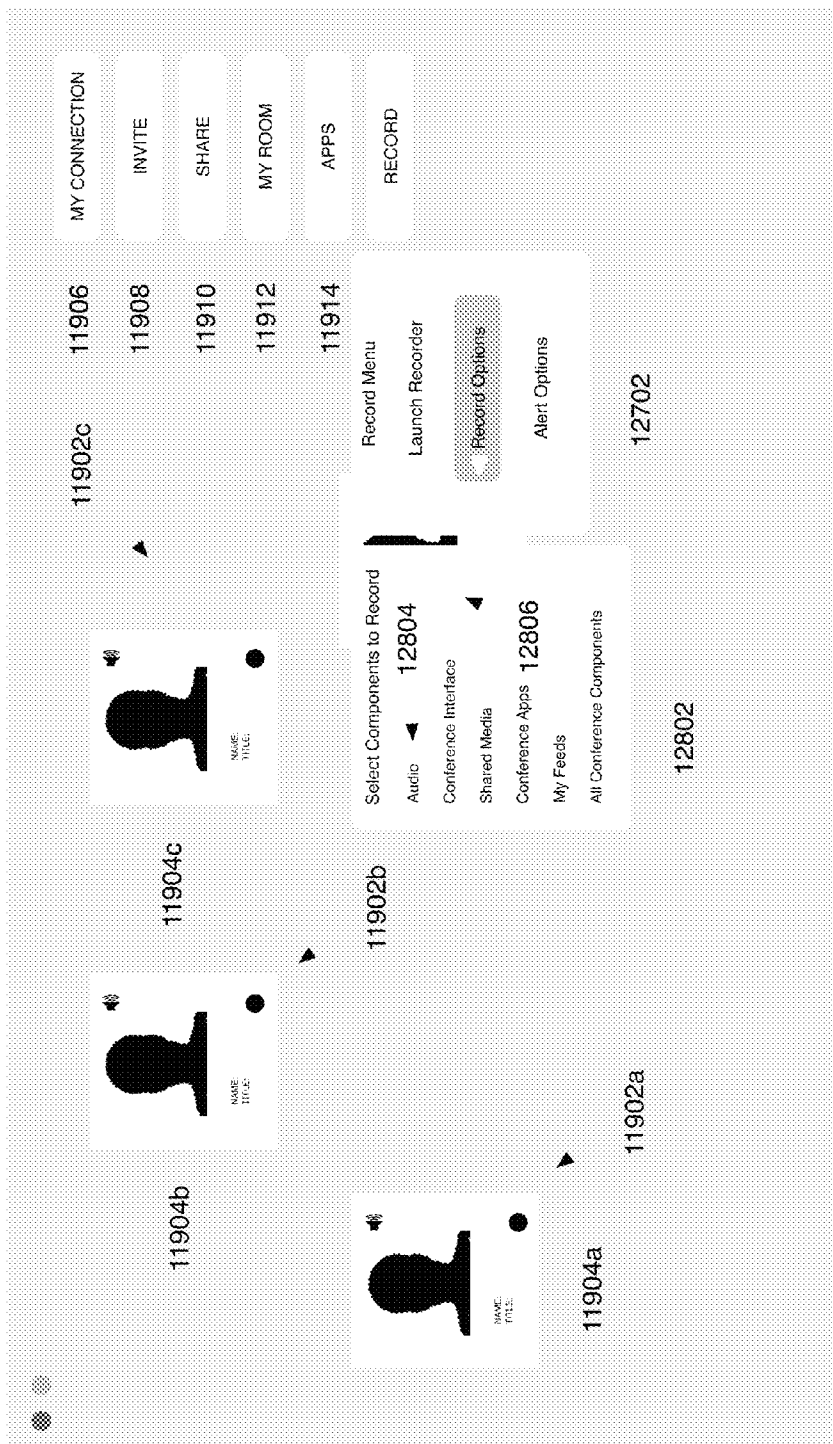 MY CONNECTION
INVITE
SHARE
MY ROOM
APPS
RECORD
11906
11908
11910
11912
11914
11902c
Record Menu
Launch Recorder
Record Options
Alert Options
12702
Select Components to Record
Audio
12804
Conference Interface
Shared Media
Conference Apps
12806
My Feeds
All Conference Components
12802
NAME:
TITLE:
11904c
11902b
NAME:
TITLE:
11904b
11902a
NAME:
TITLE:
11904a